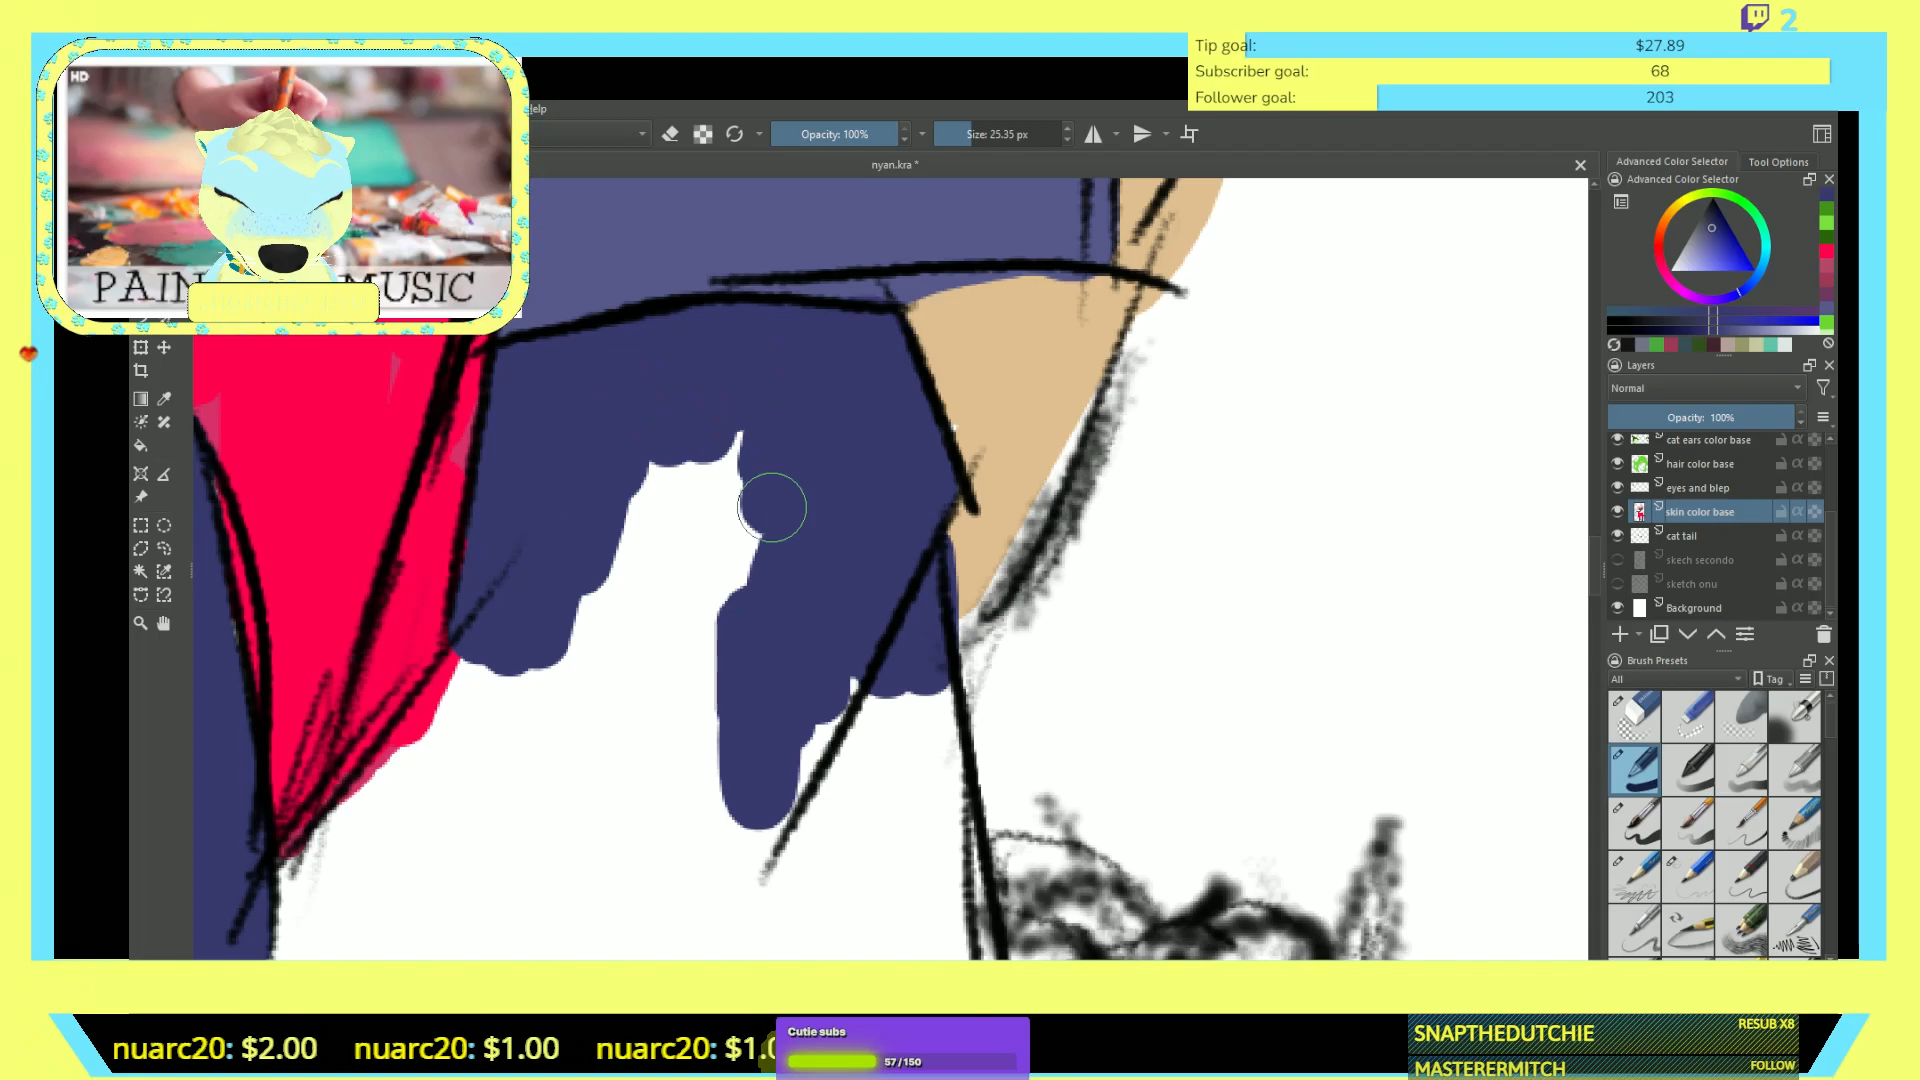 2
Tip goal: $27.89
Subscriber goal: 68
Follower goal: 203
HD
PAIN MUSIC
elp
Opacity: 100%
Size: 25.35 px
nyan.kra *
Advanced Color Selector
Tool Options
Advanced Color Selector
Layers
Normal
Opacity: 100%
cat ears color base
hair color base
eyes and blep
skin color base
cat tail
skech secondo
sketch onu
Background
Brush Presets
All
Tag
nuarc20: $2.00 nuarc20: $1.00 nuarc20: $1.0
Cutie subs
57/150
SNAPTHEDUTCHIE RESUB X8
MASTERERMITCH FOLLOW